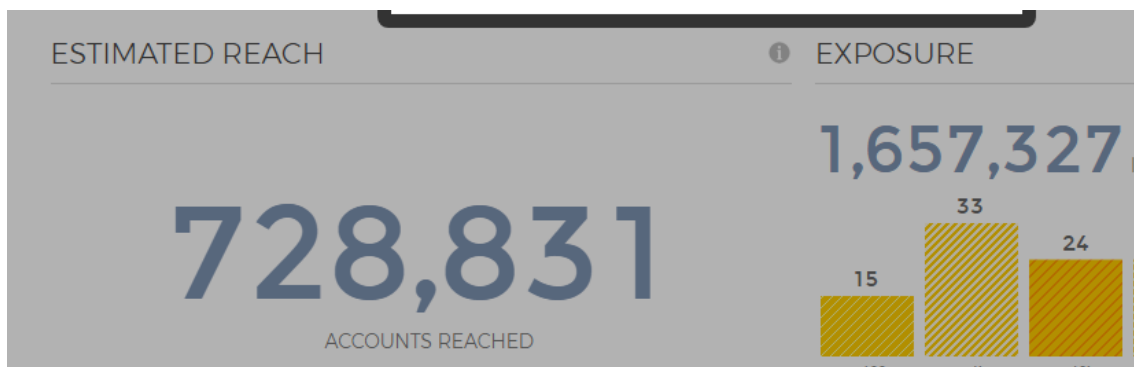 ESTIMATED REACH
728,831
ACCOUNTS REACHED
EXPOSURE
1,657,327
15
33
24